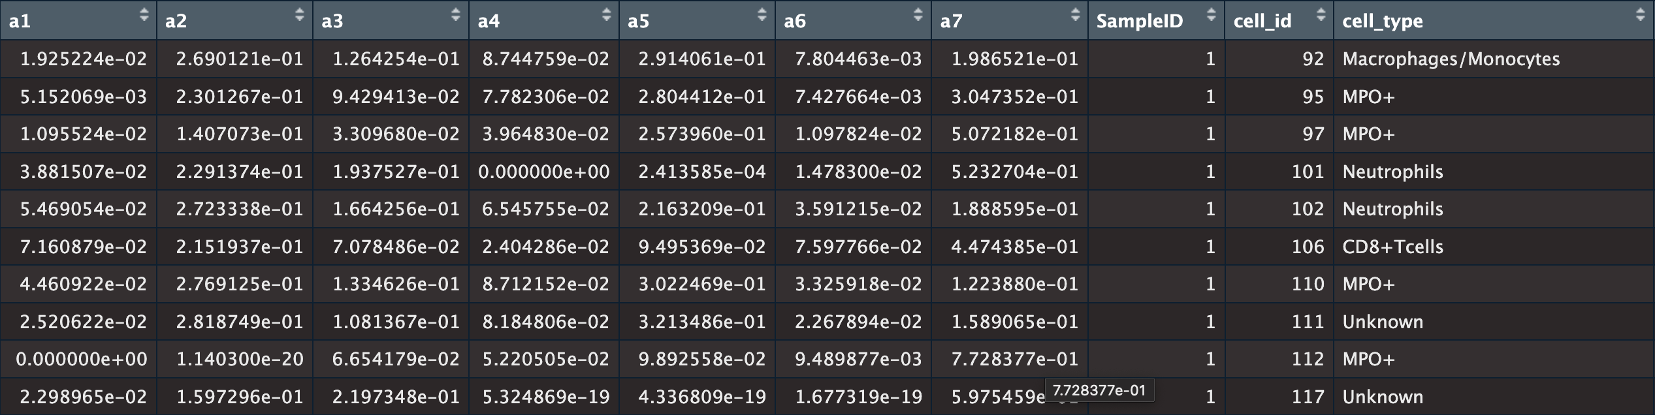 a1 a2 a3 a4 a5 a6 a7 SampleID cell_id cell_type
1.925224e-02 2.690121e-01 1.264254e-01 8.744759e-02 2.914061e-01 7.804463e-03 1.986521e-01 1 92 Macrophages/Monocytes
5.152069e-03 2.301267e-01 9.429413e-02 7.782306e-02 2.804412e-01 7.427664e-03 3.047352e-01 1 95 MPO+
1.095524e-02 1.407073e-01 3.309680e-02 3.964830e-02 2.573960e-01 1.097824e-02 5.072182e-01 1 97 MPO+
3.881507e-02 2.291374e-01 1.937527e-01 0.000000e+00 2.413585e-04 1.478300e-02 5.232704e-01 1 101 Neutrophils
5.469054e-02 2.723338e-01 1.664256e-01 6.545755e-02 2.163209e-01 3.591215e-02 1.888595e-01 1 102 Neutrophils
7.160879e-02 2.151937e-01 7.078486e-02 2.404286e-02 9.495369e-02 7.597766e-02 4.474385e-01 1 106 CD8+Tcells
4.460922e-02 2.769125e-01 1.334626e-01 8.712152e-02 3.022469e-01 3.325918e-02 1.223880e-01 1 110 MPO+
2.520622e-02 2.818749e-01 1.081367e-01 8.184806e-02 3.213486e-01 2.267894e-02 1.589065e-01 1 111 Unknown
0.000000e+00 1.140300e-20 6.654179e-02 5.220505e-02 9.892558e-02 9.489877e-03 7.728377e-01 1 112 MPO+
2.298965e-02 1.597296e-01 2.197348e-01 5.324869e-19 4.336809e-19 1.677319e-19 5.975459e 7.728377e-01 1 117 Unknown